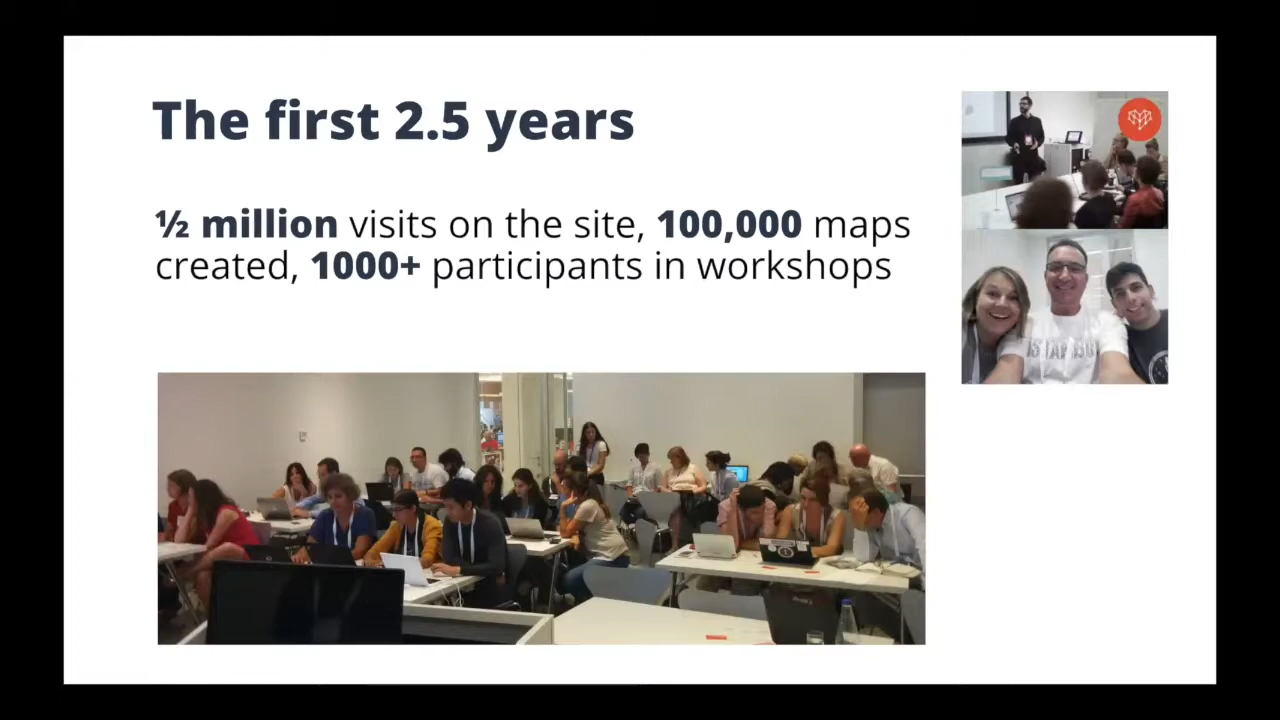 The first 2.5 years
½ million visits on the site, 100,000 maps
created, 1000+ participants in workshops